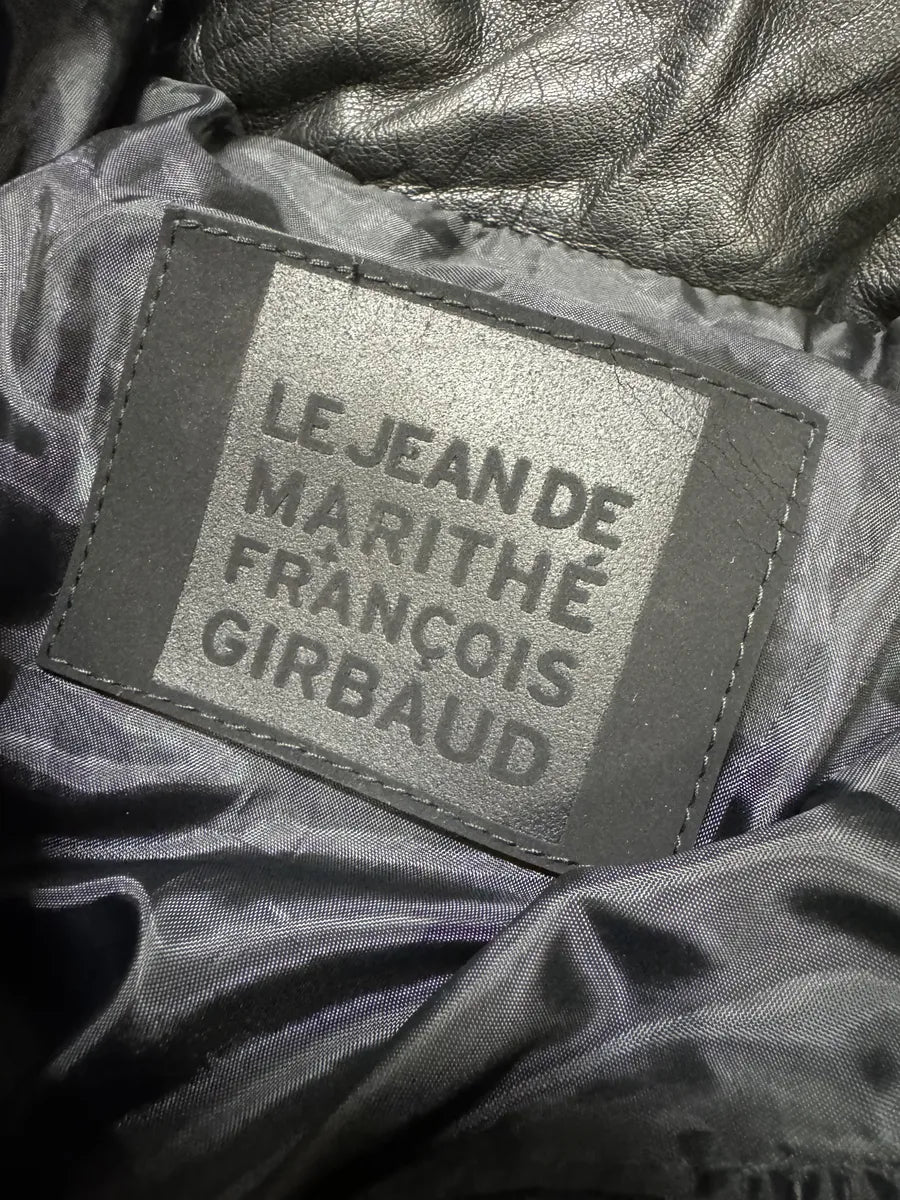 LE JEAN DE
MARITHÉ
+
FRANÇOIS
GIRBAUD